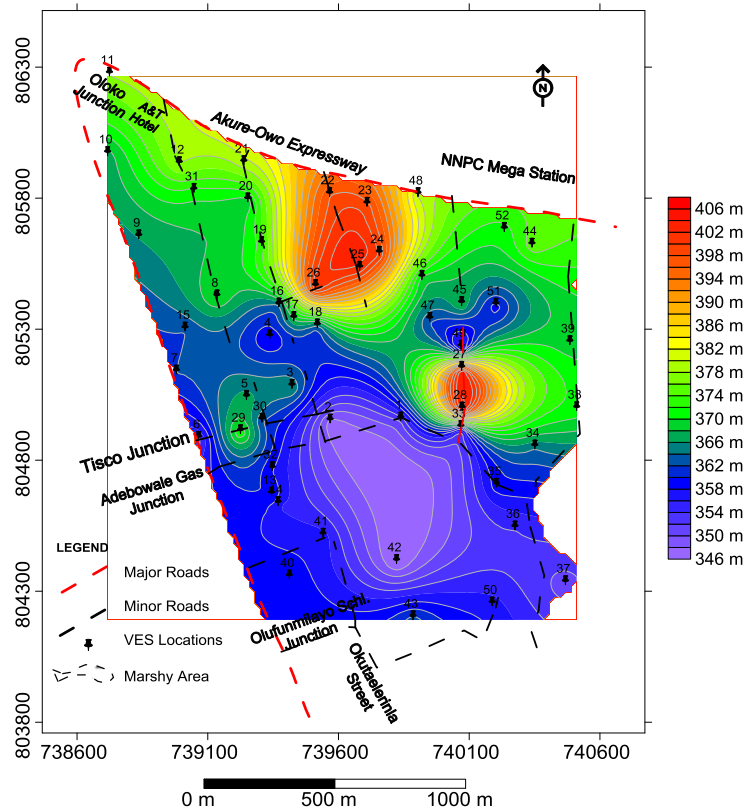 806300
805800
805300
804800
804300
803800
738600
739100
739600
740100
740600
11
Oloko
Junction
A&T
Hotel
Akure-Owo Expressway
NNPC Mega Station
N
10
12
21
31
20
22
23
48
9
19
24
25
52
44
8
26
46
16
17
18
45
51
47
15
4
41
39
7
27
5
3
28
38
6
29
30
2
1
33
34
Tisco Junction
Adebowale Gas
Junction
35
36
41
42
40
37
50
43
Olufunmilayo Schl.
Junction
Okutaelerinla
Street
LEGEND
Major Roads
Minor Roads
VES Locations
Marshy Area
406 m
402 m
398 m
394 m
390 m
386 m
382 m
378 m
374 m
370 m
366 m
362 m
358 m
354 m
350 m
346 m
0 m
500 m
1000 m